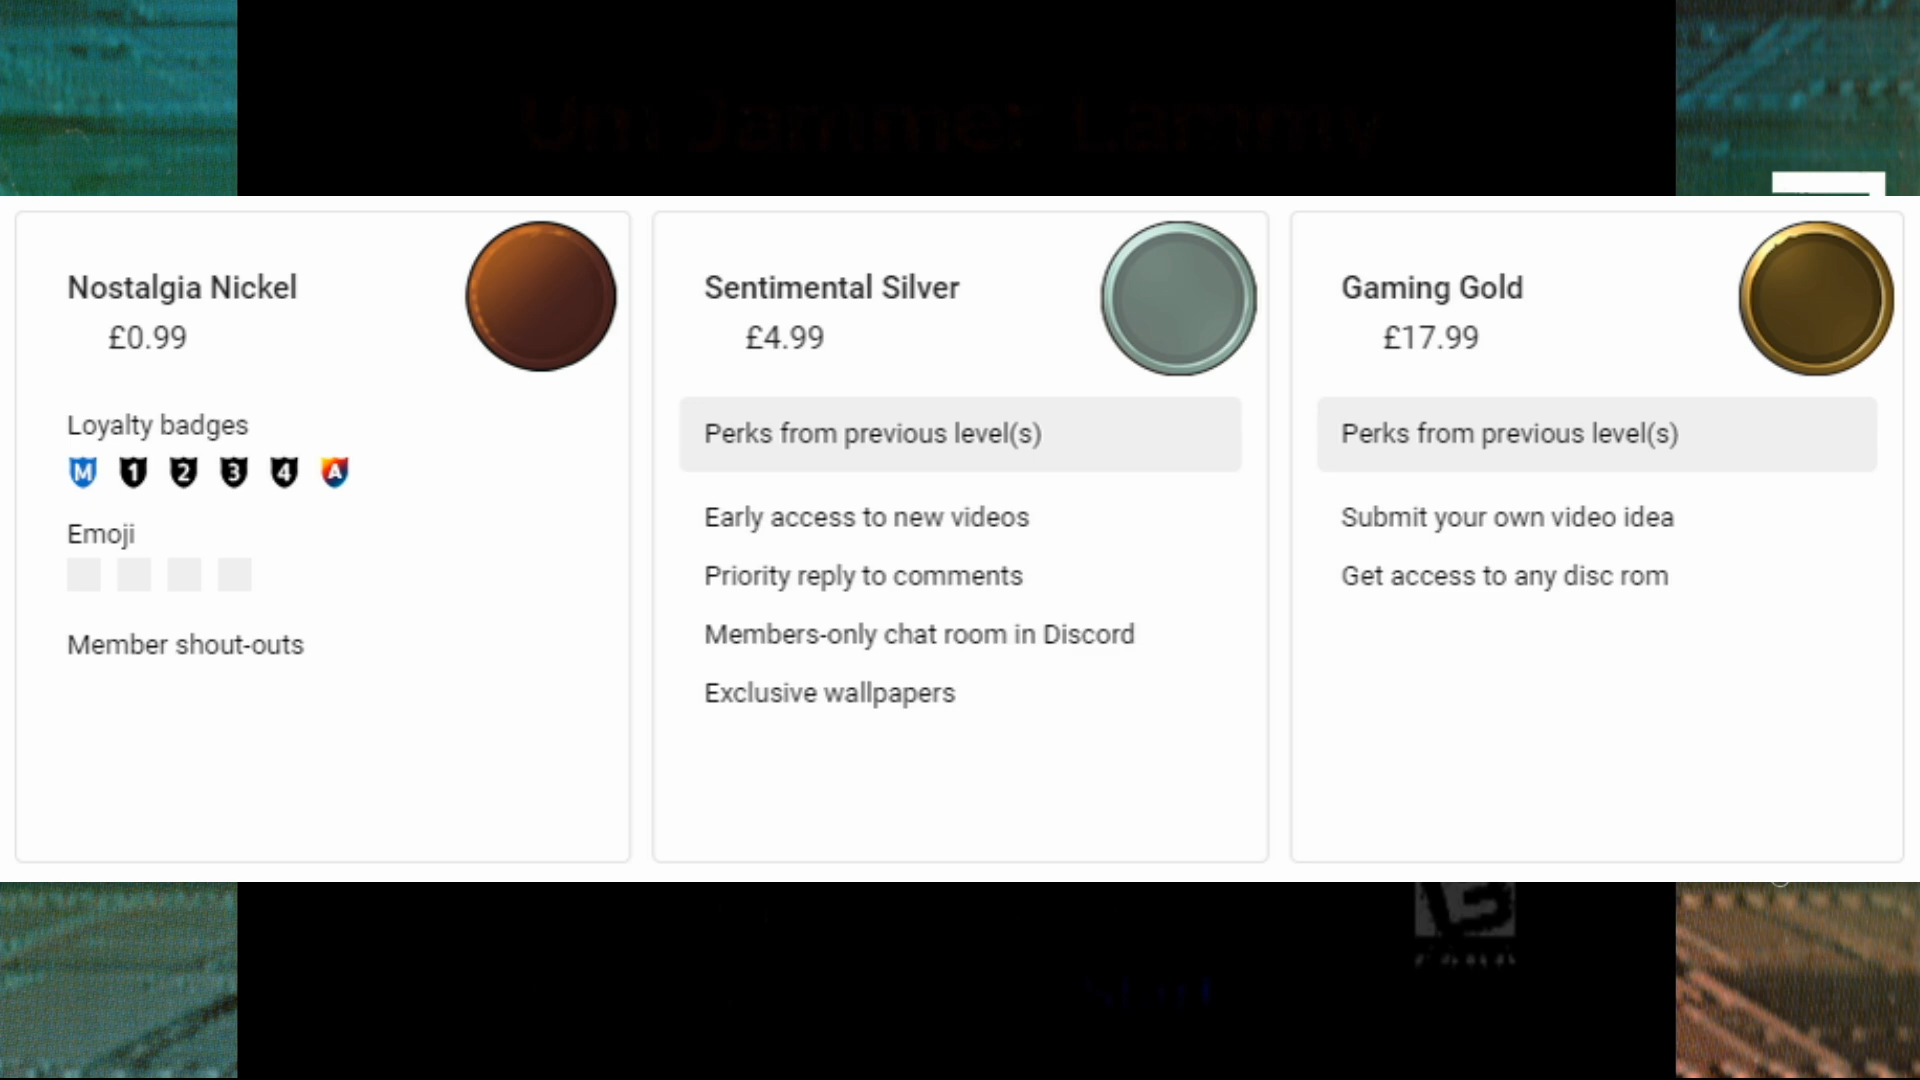 Um Jammer Lammy
Nostalgia Nickel
£0.99
Loyalty badges
M 1 2 3 4 A
Emoji
Member shout-outs
Sentimental Silver
£4.99
Perks from previous level(s)
Early access to new videos
Priority reply to comments
Members-only chat room in Discord
Exclusive wallpapers
Gaming Gold
£17.99
Perks from previous level(s)
Submit your own video idea
Get access to any disc rom